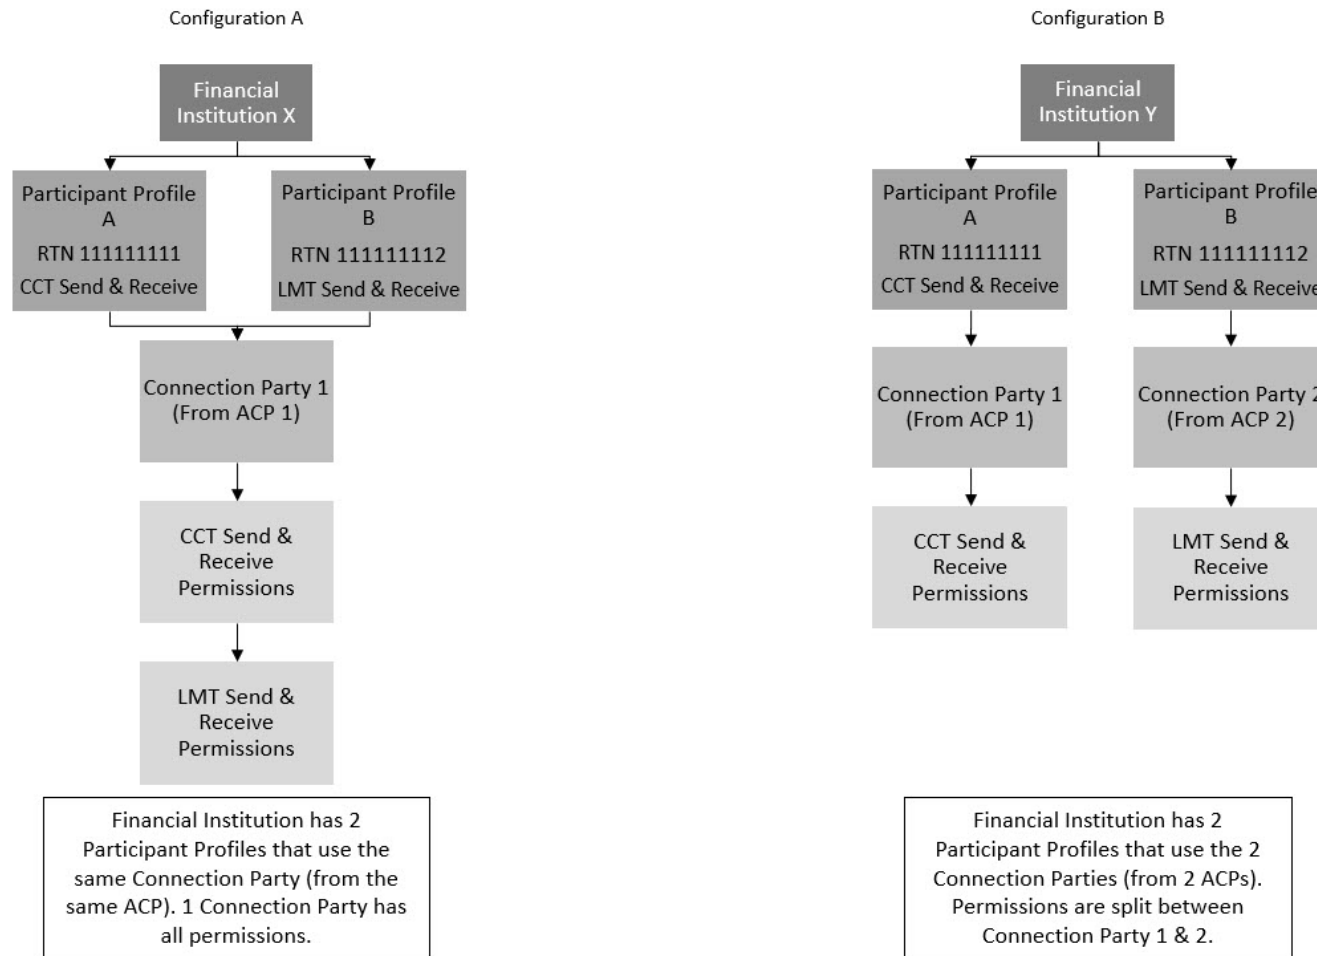 Configuration A
Financial
Institution X
Participant Profile
A
RTN 111111111
CCT Send & Receive
Participant Profile
B
RTN 111111112
LMT Send & Receive
Connection Party 1
(From ACP 1)
CCT Send &
Receive
Permissions
LMT Send &
Receive
Permissions
Financial Institution has 2
Participant Profiles that use the
same Connection Party (from the
same ACP). 1 Connection Party has
all permissions.
Configuration B
Financial
Institution Y
Participant Profile
A
RTN 111111111
CCT Send & Receive
Participant Profile
B
RTN 111111112
LMT Send & Receive
Connection Party 1
(From ACP 1)
Connection Party 2
(From ACP 2)
CCT Send &
Receive
Permissions
LMT Send &
Receive
Permissions
Financial Institution has 2
Participant Profiles that use the 2
Connection Parties (from 2 ACPs).
Permissions are split between
Connection Party 1 & 2.